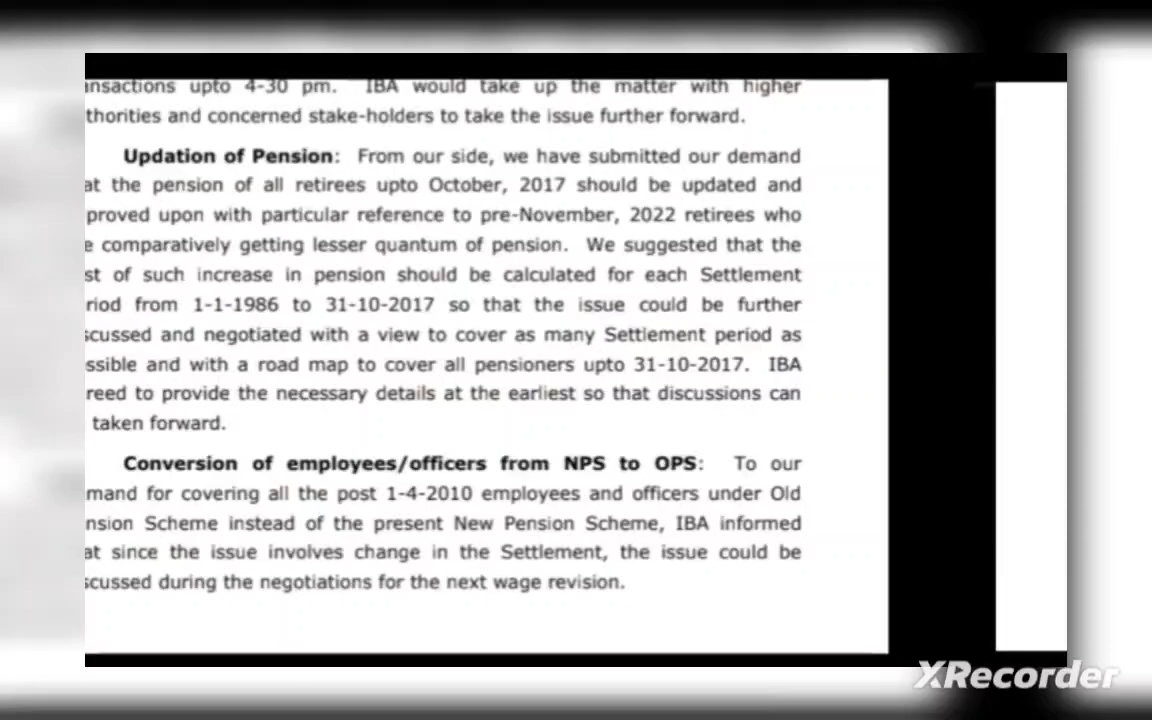 ansactions upto 4-30 pm. IBA would take up the matter with higher
thorities and concerned stake-holders to take the issue further forward.
Updation of Pension: From our side, we have submitted our demand
at the pension of all retirees upto October, 2017 should be updated and
proved upon with particular reference to pre-November, 2022 retirees who
e comparatively getting lesser quantum of pension. We suggested that the
st of such increase in pension should be calculated for each Settlement
riod from 1-1-1986 to 31-10-2017 so that the issue could be further
scussed and negotiated with a view to cover as many Settlement period as
ssible and with a road map to cover all pensioners upto 31-10-2017. IBA
reed to provide the necessary details at the earliest so that discussions can
taken forward.
Conversion of employees/officers from NPS to OPS: To our
mand for covering all the post 1-4-2010 employees and officers under Old
nsion Scheme instead of the present New Pension Scheme, IBA informed
at since the issue involves change in the Settlement, the issue could be
scussed during the negotiations for the next wage revision.
XRecorder